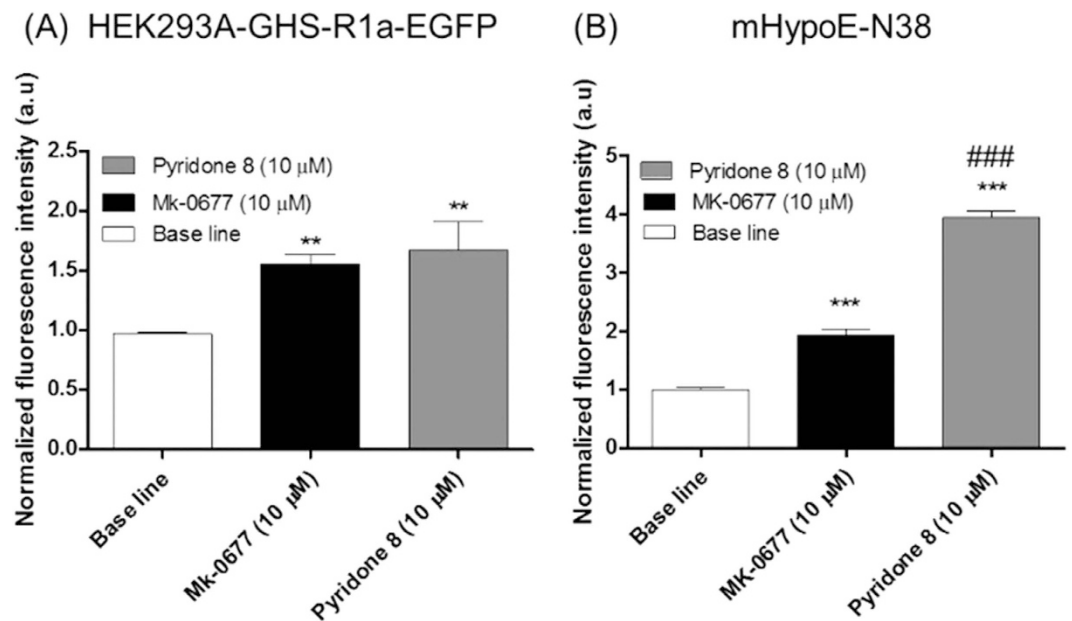 (A) HEK293A-GHS-R1a-EGFP
Normalized fluorescence intensity (a.u)
2.5
2.0
1.5
1.0
0.5
0.0
Pyridone 8 (10 μM)
Mk-0677 (10 μM)
Base line
**
**
Base line
Mk-0677 (10 μM)
Pyridone 8 (10 μM)
(B) mHypoE-N38
Normalized fluorescence intensity (a.u)
5
4
3
2
1
0
Pyridone 8 (10 μM)
MK-0677 (10 μM)
Base line
###
***
***
Base line
MK-0677 (10 μM)
Pyridone 8 (10 μM)